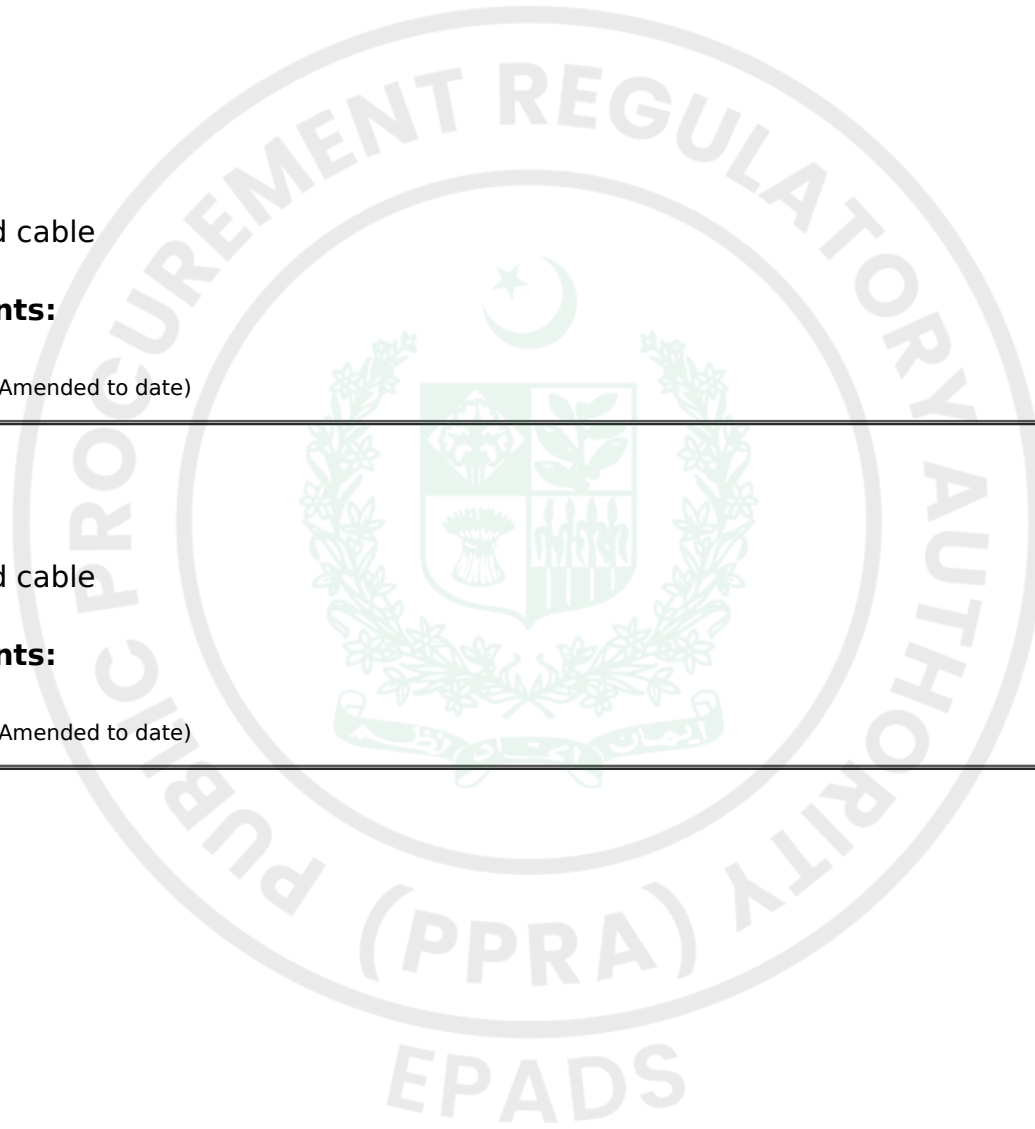 d cable
nts:
Amended to date)
d cable
nts:
Amended to date)
PUBLIC PROCUREMENT REGULATORY AUTHORITY
(PPRA)
EPADS